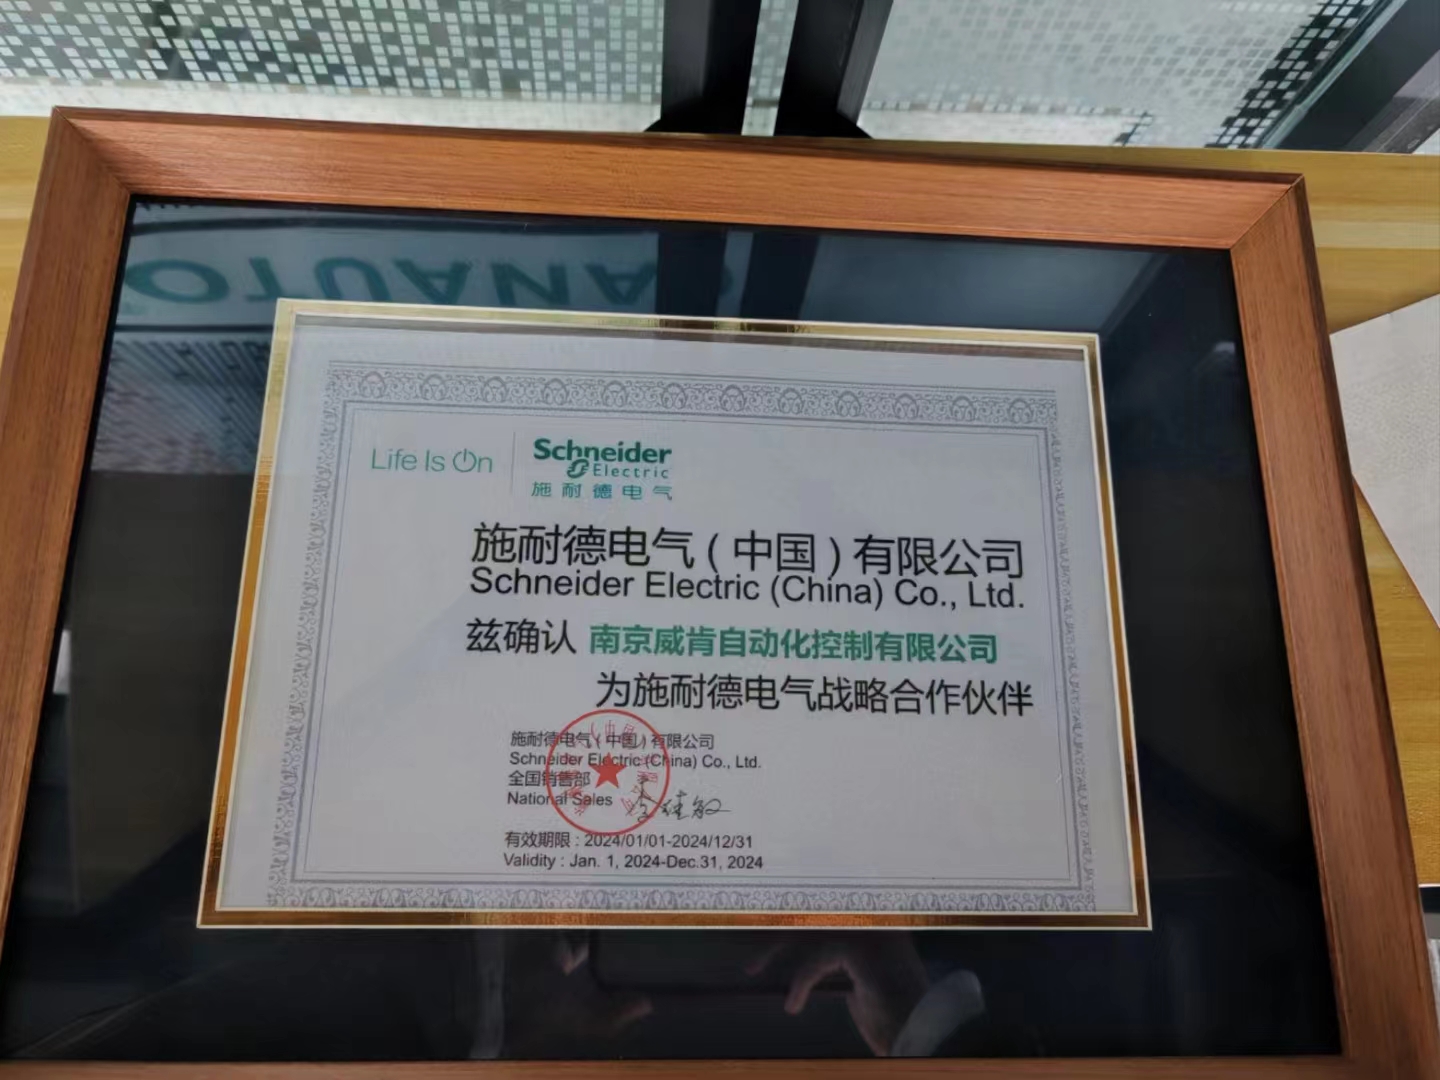 Life Is On
Schneider
Electric
施耐德电气
施耐德电气(中国)有限公司
Schneider Electric (China) Co., Ltd.
兹确认 南京威肯自动化控制有限公司
为施耐德电气战略合作伙伴
施耐德电气(中国)有限公司
Schneider Electric (China) Co., Ltd.
全国销售部
National Sales
有效期限:2024/01/01-2024/12/31
Validity : Jan. 1, 2024-Dec.31, 2024